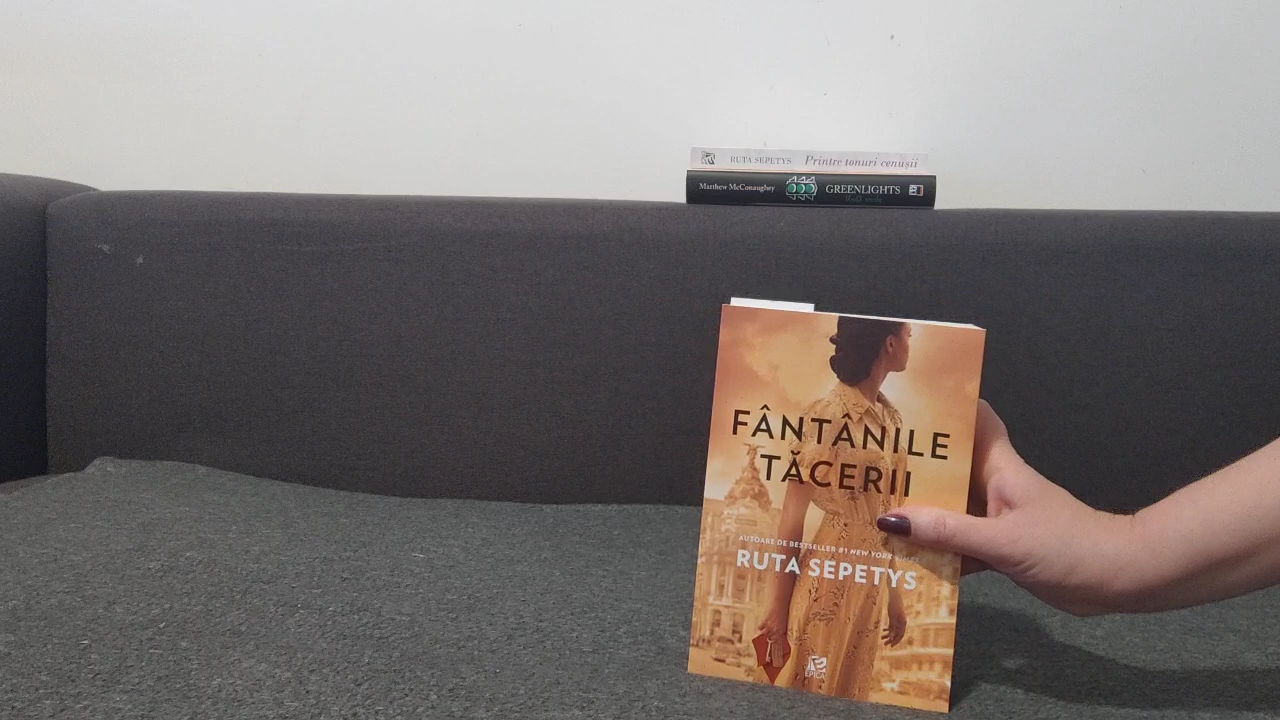 RUTA SEPETYS Printre tonuri cenușii
Matthew McConaughey GREENLIGHTS
FÂNTÂNILE
TĂCERII
AUTOARE DE BESTSELLER #1 NEW YORK TIMES
RUTA SEPETYS
EPICA